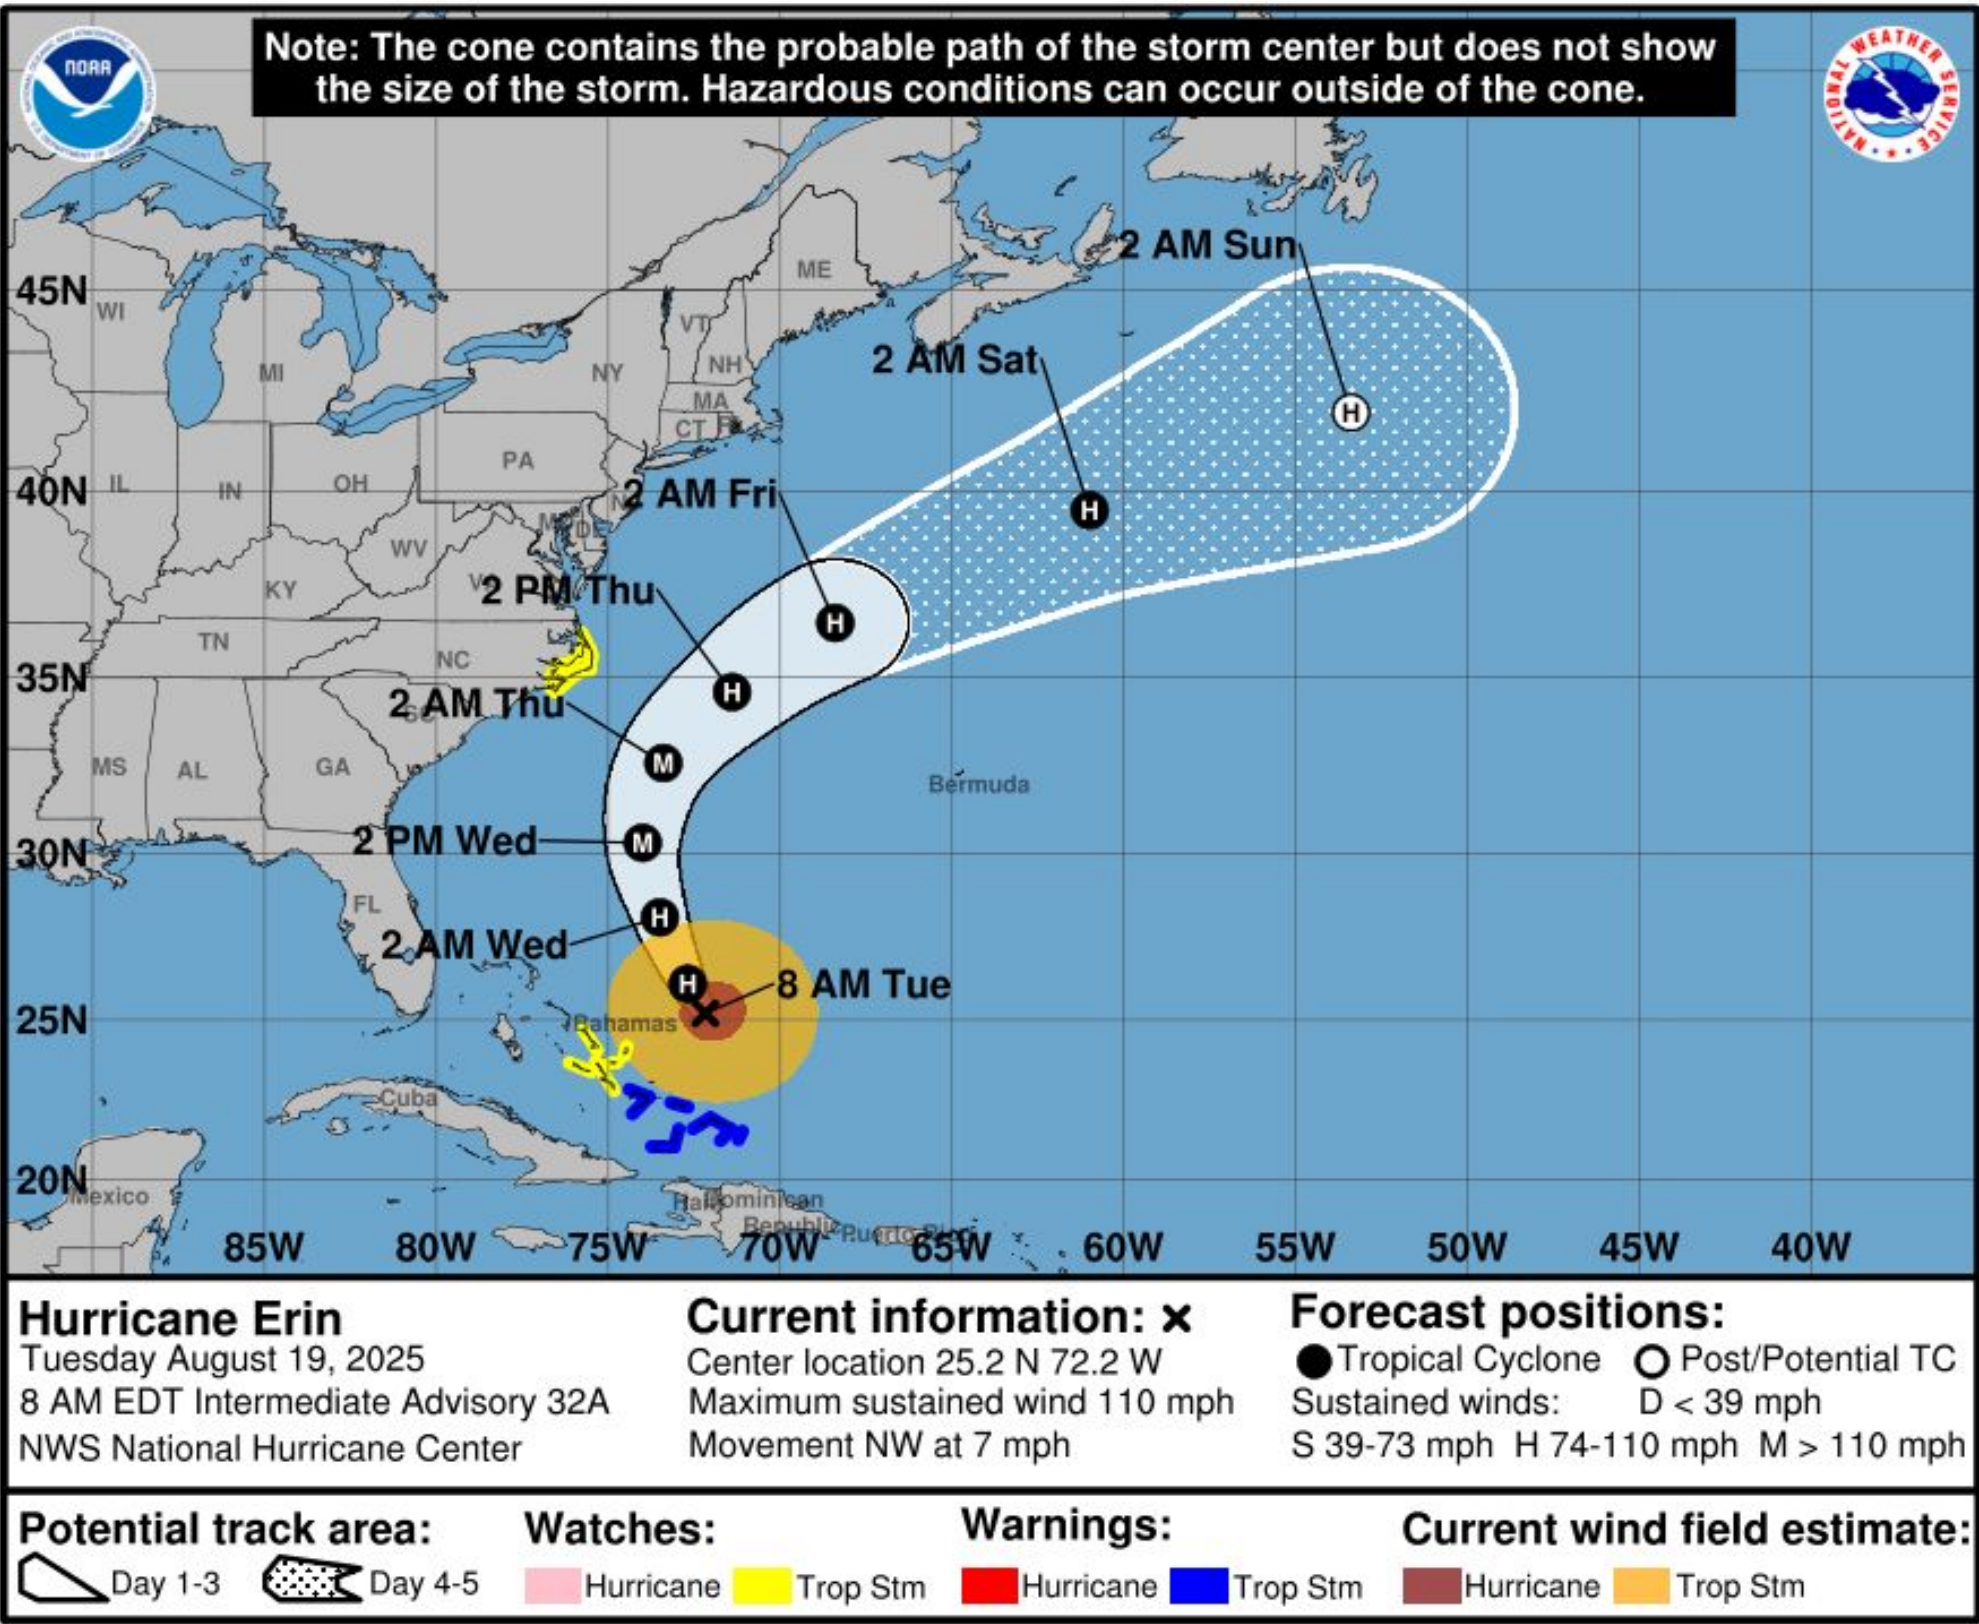 Note: The cone contains the probable path of the storm center but does not show
the size of the storm. Hazardous conditions can occur outside of the cone.
NOAA
NATIONAL WEATHER SERVICE
2 AM Sun
2 AM Sat
2 AM Fri
2 PM Thu
2 AM Thu
2 PM Wed
2 AM Wed
8 AM Tue
H
H
H
H
M
M
H
H
45N
40N
35N
30N
25N
20N
85W 80W 75W 70W 65W 60W 55W 50W 45W 40W
WI
MI
NY
VT
NH
ME
MA
CT
PA
IL
IN
OH
WV
KY
DE
TN
NC
SC
MS
AL
GA
FL
Bermuda
Bahamas
Cuba
Mexico
Dominican
Republic
Puerto Rico
Hurricane Erin
Tuesday August 19, 2025
8 AM EDT Intermediate Advisory 32A
NWS National Hurricane Center
Current information: ×
Center location 25.2 N 72.2 W
Maximum sustained wind 110 mph
Movement NW at 7 mph
Forecast positions:
Tropical Cyclone Post/Potential TC
Sustained winds: D < 39 mph
S 39-73 mph H 74-110 mph M > 110 mph
Potential track area:
Day 1-3 Day 4-5
Watches:
Hurricane Trop Stm
Warnings:
Hurricane Trop Stm
Current wind field estimate:
Hurricane Trop Stm